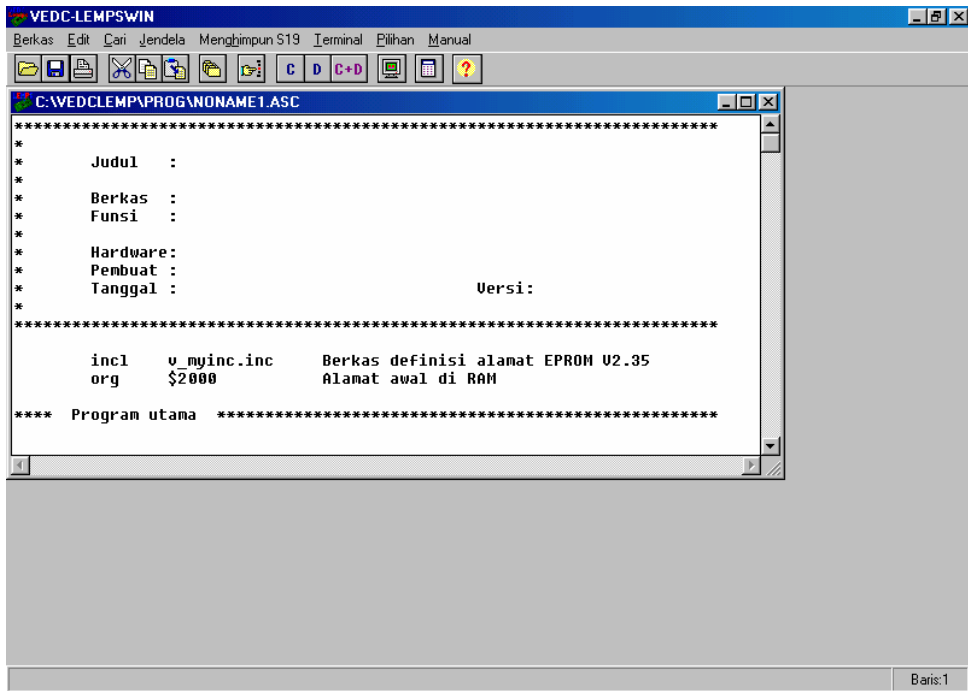 VEDC-LEMPSWIN
Berkas Edit Cari Jendela Menghimpun S19 Terminal Pilihan Manual
C D C+D ?
C:\VEDCLEMP\PROG\NONAME1.ASC
*************************************************************************
*
* Judul :
*
* Berkas :
* Funsi :
*
* Hardware:
* Pembuat :
* Tanggal : Versi:
*
*************************************************************************
incl v_myinc.inc Berkas definisi alamat EPROM V2.35
org $2000 Alamat awal di RAM
**** Program utama ****************************************************
Baris:1